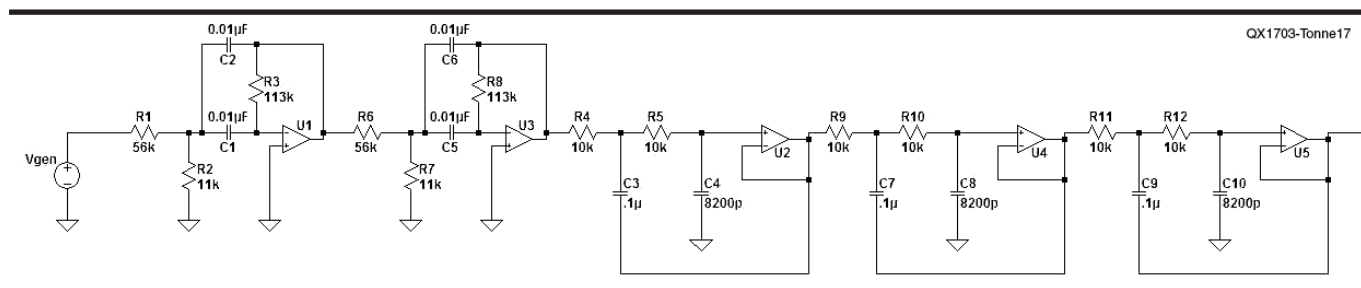 QX1703-Tonne17
0.01µF
C2
R3
113k
0.01µF
C1
R1
56k
R2
11k
Vgen
U1
0.01µF
C6
R8
113k
0.01µF
C5
R6
56k
R7
11k
U3
R4
10k
R5
10k
C3
.1µ
C4
8200p
U2
R9
10k
R10
10k
C7
.1µ
C8
8200p
U4
R11
10k
R12
10k
C9
.1µ
C10
8200p
U5